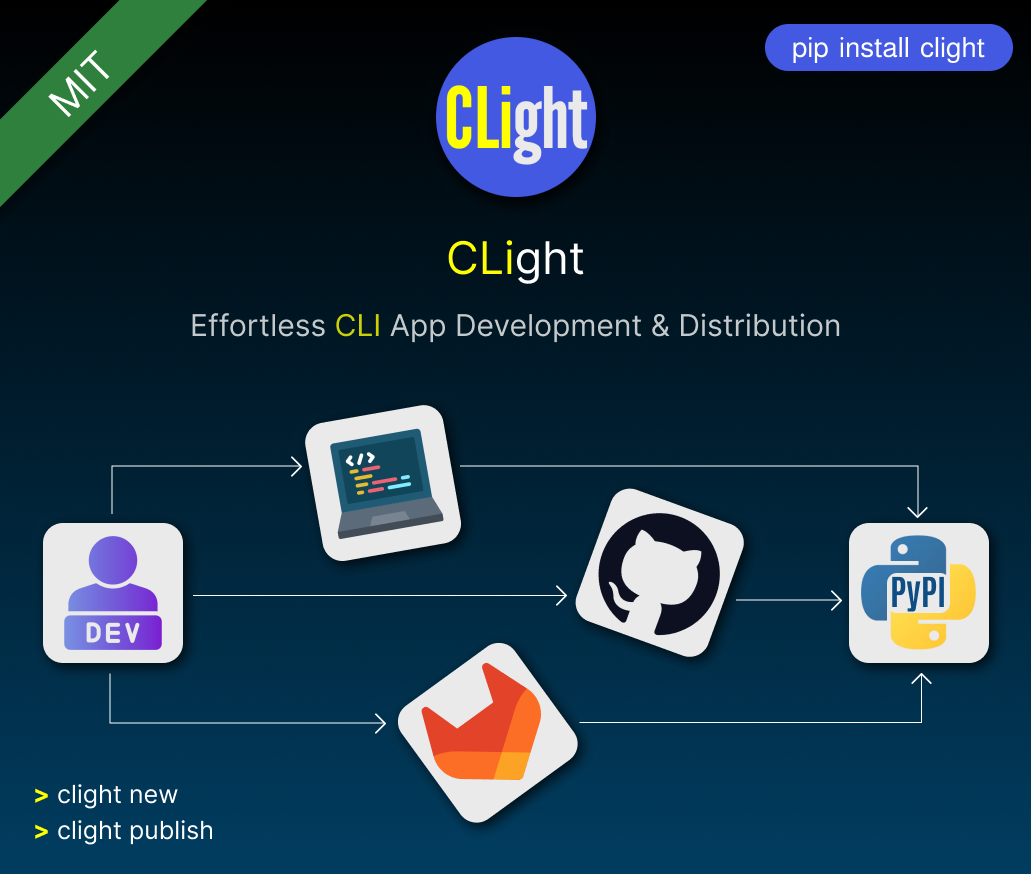 MIT
pip install clight
CLight
CLight
Effortless CLI App Development & Distribution
</>
DEV
PyPI
> clight new
> clight publish